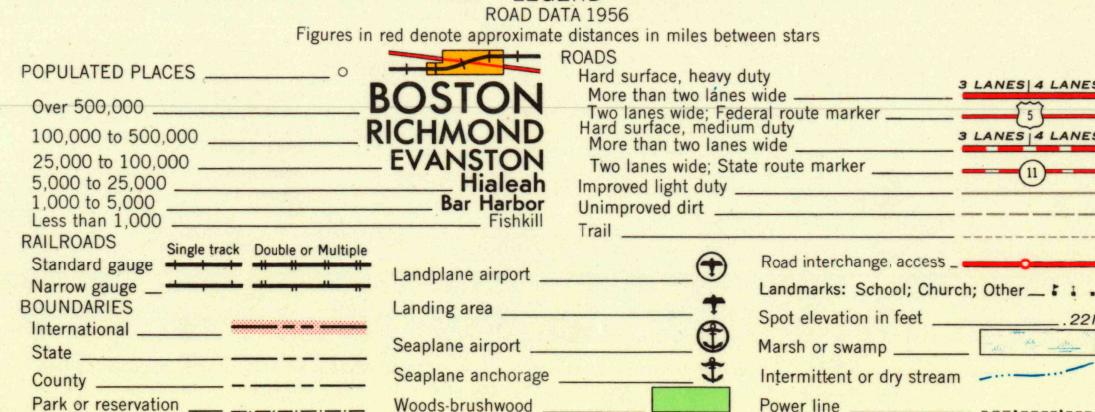 ROAD DATA 1956
Figures in red denote approximate distances in miles between stars
POPULATED PLACES
Over 500,000 BOSTON
100,000 to 500,000 RICHMOND
25,000 to 100,000 EVANSTON
5,000 to 25,000 Hialeah
1,000 to 5,000 Bar Harbor
Less than 1,000 Fishkill
RAILROADS
Single track Double or Multiple
Standard gauge
Narrow gauge
BOUNDARIES
International
State
County
Park or reservation
ROADS
Hard surface, heavy duty
More than two lanes wide 3 LANES 4 LANES
Two lanes wide; Federal route marker 5
Hard surface, medium duty
More than two lanes wide 3 LANES 4 LANES
Two lanes wide; State route marker 11
Improved light duty
Unimproved dirt
Trail
Landplane airport
Landing area
Seaplane airport
Seaplane anchorage
Woods-brushwood
Road interchange, access
Landmarks: School; Church; Other
Spot elevation in feet .221
Marsh or swamp
Intermittent or dry stream
Power line